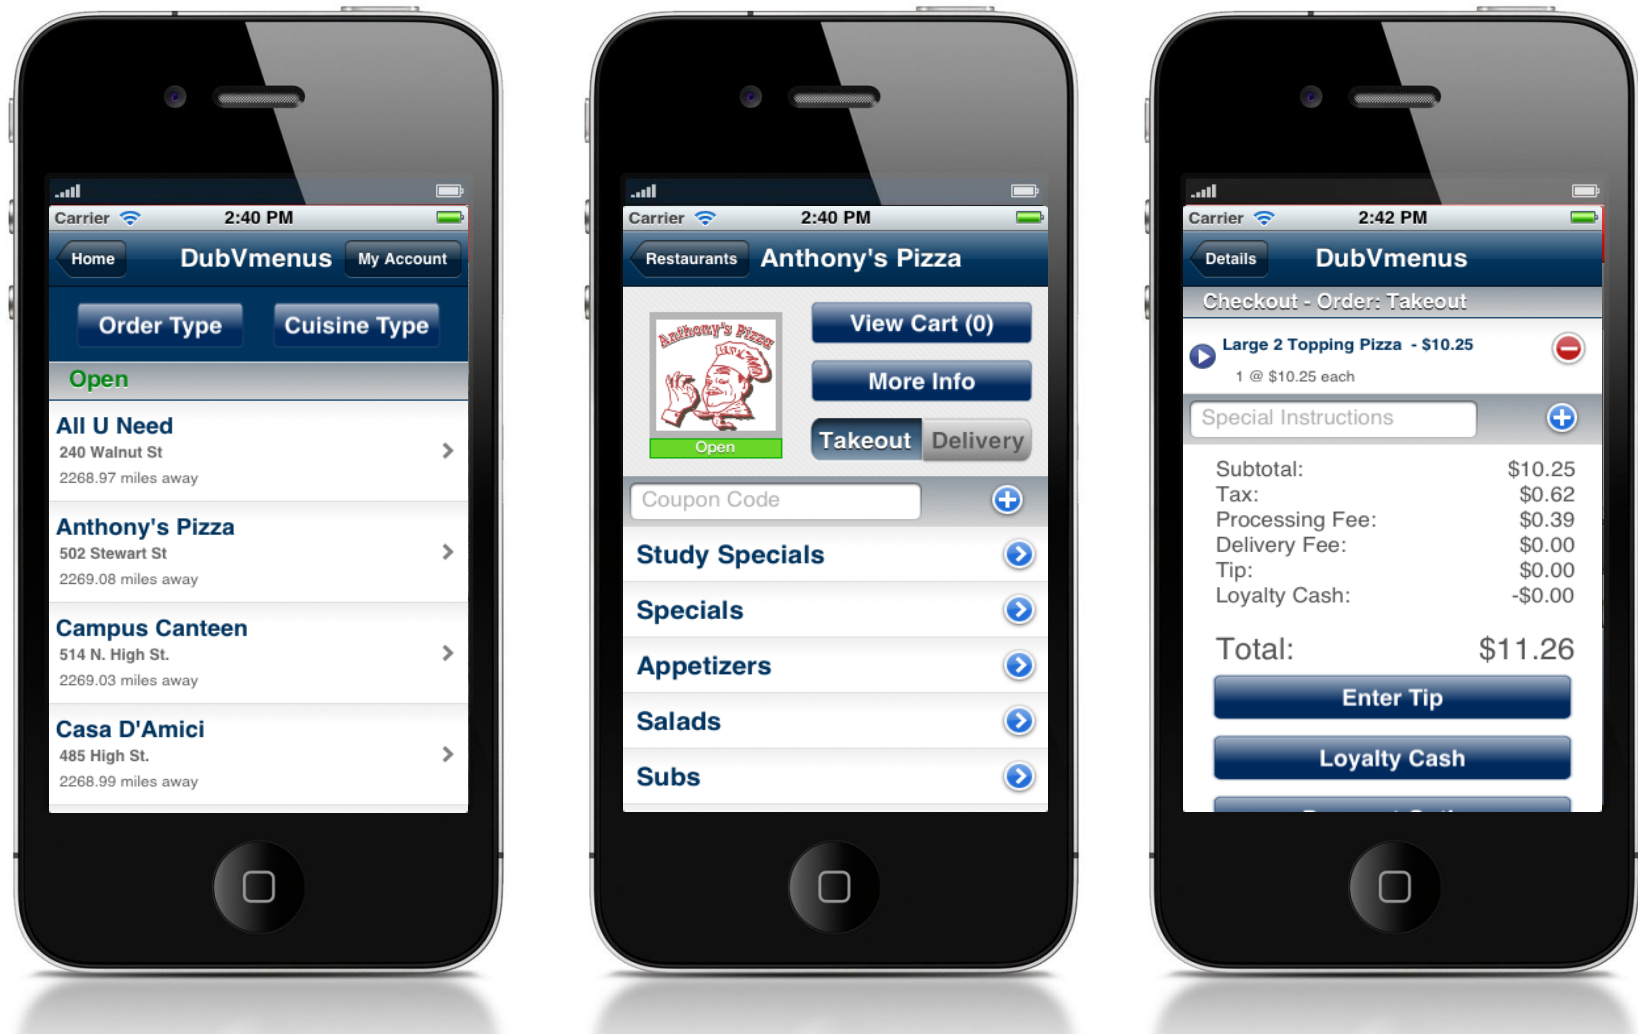 Carrier
2:40 PM
Home
DubVmenus
My Account
Order Type
Cuisine Type
Open
All U Need
240 Walnut St
2268.97 miles away
Anthony's Pizza
502 Stewart St
2269.08 miles away
Campus Canteen
514 N. High St.
2269.03 miles away
Casa D'Amici
485 High St.
2268.99 miles away
Carrier
2:40 PM
Restaurants
Anthony's Pizza
Anthony's Pizza
Open
View Cart (0)
More Info
Takeout
Delivery
Coupon Code
Study Specials
Specials
Appetizers
Salads
Subs
Carrier
2:42 PM
Details
DubVmenus
Checkout - Order: Takeout
Large 2 Topping Pizza - $10.25
1 @ $10.25 each
Special Instructions
Subtotal: $10.25
Tax: $0.62
Processing Fee: $0.39
Delivery Fee: $0.00
Tip: $0.00
Loyalty Cash: -$0.00
Total: $11.26
Enter Tip
Loyalty Cash